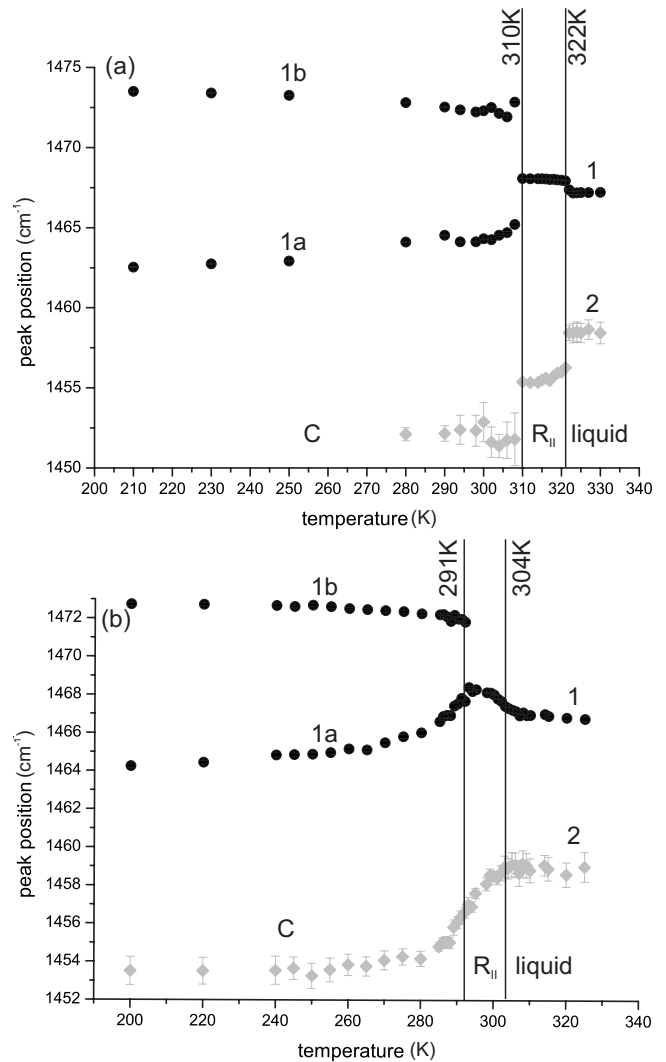 310K
322K
(a)
1b
1
1a
2
C
R_II
liquid
1475
1470
1465
1460
1455
1450
peak position (cm⁻¹)
200 210 220 230 240 250 260 270 280 290 300 310 320 330 340
temperature (K)
291K
304K
(b)
1b
1
1a
2
C
R_II
liquid
1472
1470
1468
1466
1464
1462
1460
1458
1456
1454
1452
peak position (cm⁻¹)
200 220 240 260 280 300 320 340
temperature (K)